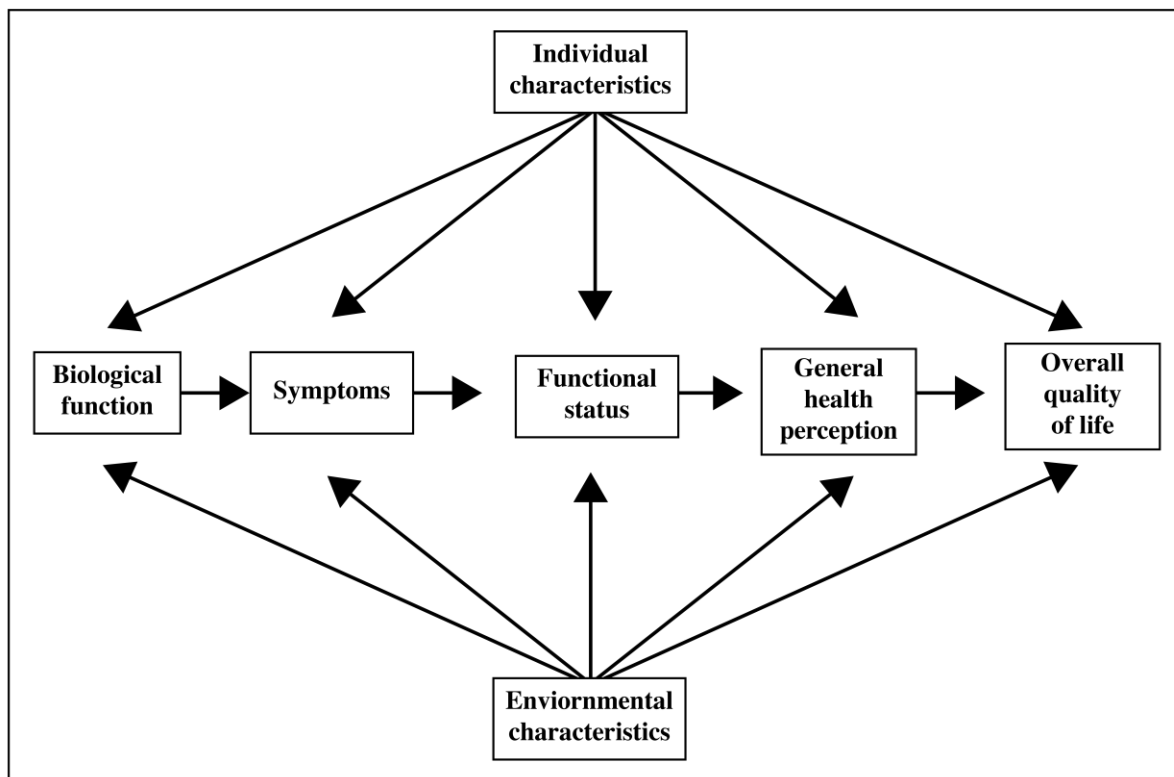 Individual
characteristics
Biological
function
Symptoms
Functional
status
General
health
perception
Overall
quality
of life
Enviornmental
characteristics